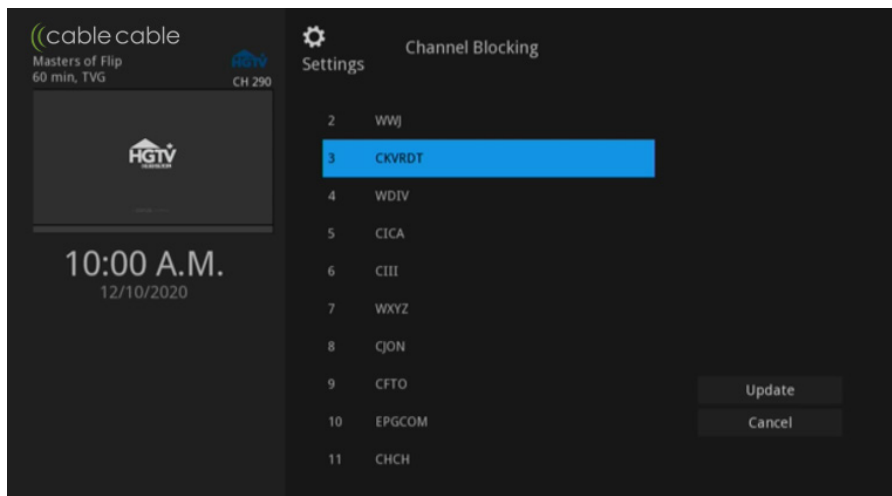 cable cable
Masters of Flip
HGTV
60 min, TVG
CH 290
HGTV
10:00 A.M.
12/10/2020
Settings
Channel Blocking
2 WWJ
3 CKVRDT
4 WDIV
5 CICA
6 CIII
7 WXYZ
8 CJON
9 CFTO
10 EPGCOM
11 CHCH
Update
Cancel